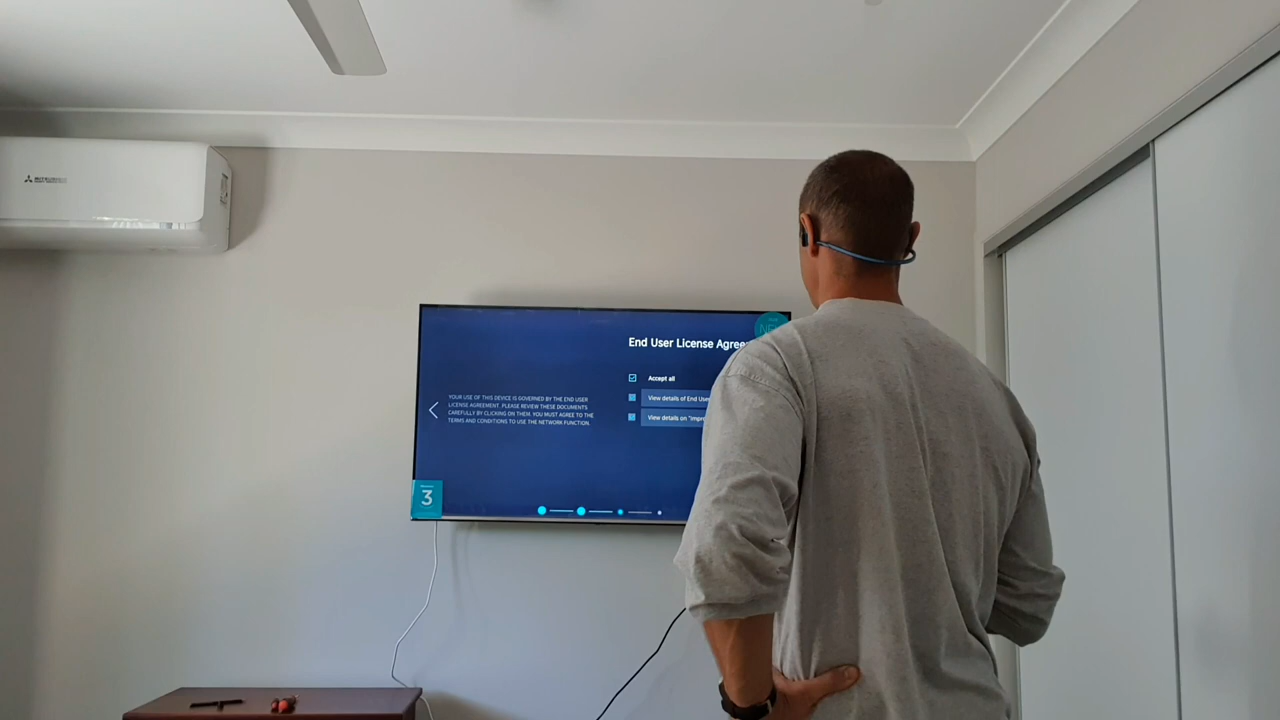 MITSUBISHI
NEW
End User License Agree
Accept all
View details of End User
View details on "Impr
YOUR USE OF THIS DEVICE IS GOVERNED BY THE END USER
LICENSE AGREEMENT. PLEASE REVIEW THESE DOCUMENTS
CAREFULLY BY CLICKING ON THEM. YOU MUST AGREE TO THE
TERMS AND CONDITIONS TO USE THE NETWORK FUNCTION.
3